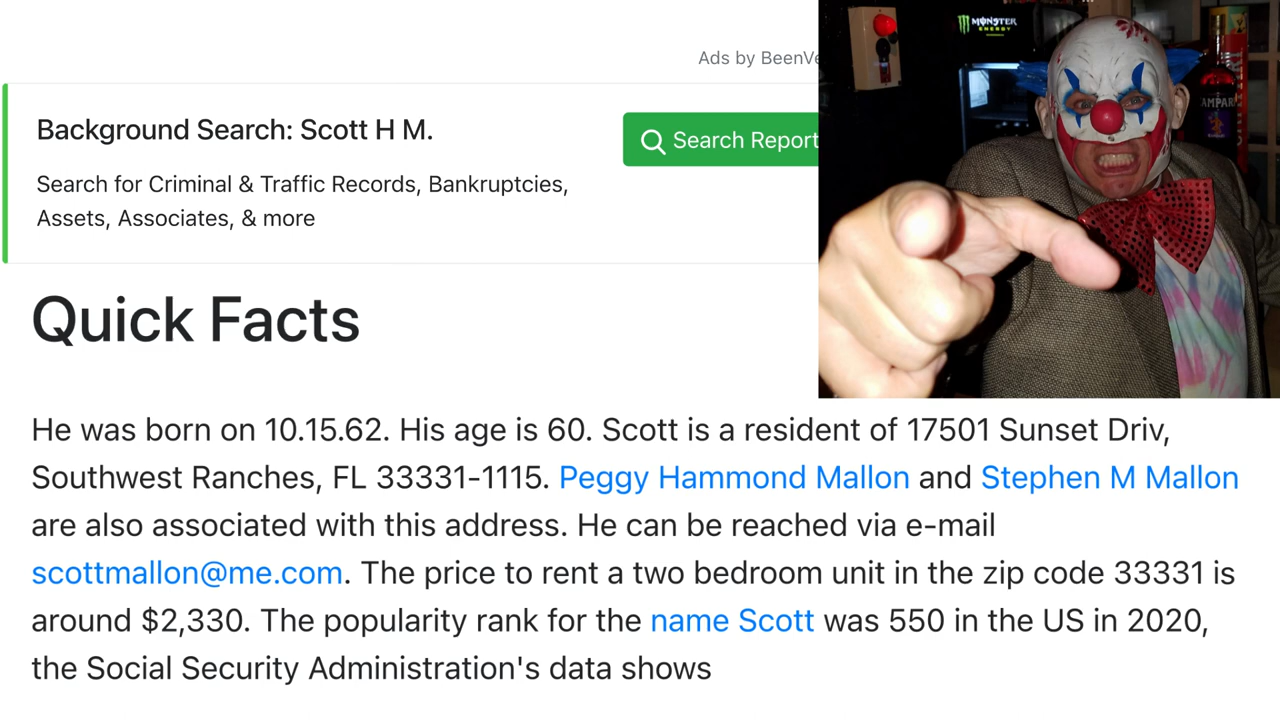 Ads by BeenVe
Background Search: Scott H M.
Search Report
Search for Criminal & Traffic Records, Bankruptcies,
Assets, Associates, & more
MONSTER
ENERGY
AMPAR
Quick Facts
He was born on 10.15.62. His age is 60. Scott is a resident of 17501 Sunset Driv,
Southwest Ranches, FL 33331-1115. Peggy Hammond Mallon and Stephen M Mallon
are also associated with this address. He can be reached via e-mail
scottmallon@me.com. The price to rent a two bedroom unit in the zip code 33331 is
around $2,330. The popularity rank for the name Scott was 550 in the US in 2020,
the Social Security Administration's data shows